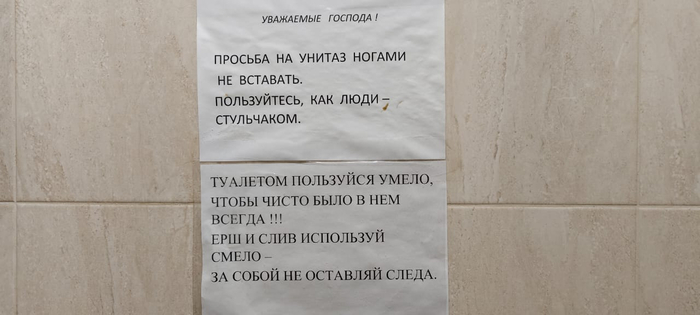 УВАЖАЕМЫЕ ГОСПОДА !
ПРОСЬБА НА УНИТАЗ НОГАМИ
НЕ ВСТАВАТЬ.
ПОЛЬЗУЙТЕСЬ, КАК ЛЮДИ –
СТУЛЬЧАКОМ.
ТУАЛЕТОМ ПОЛЬЗУЙСЯ УМЕЛО,
ЧТОБЫ ЧИСТО БЫЛО В НЕМ
ВСЕГДА !!!
ЕРШ И СЛИВ ИСПОЛЬЗУЙ
СМЕЛО –
ЗА СОБОЙ НЕ ОСТАВЛЯЙ СЛЕДА.